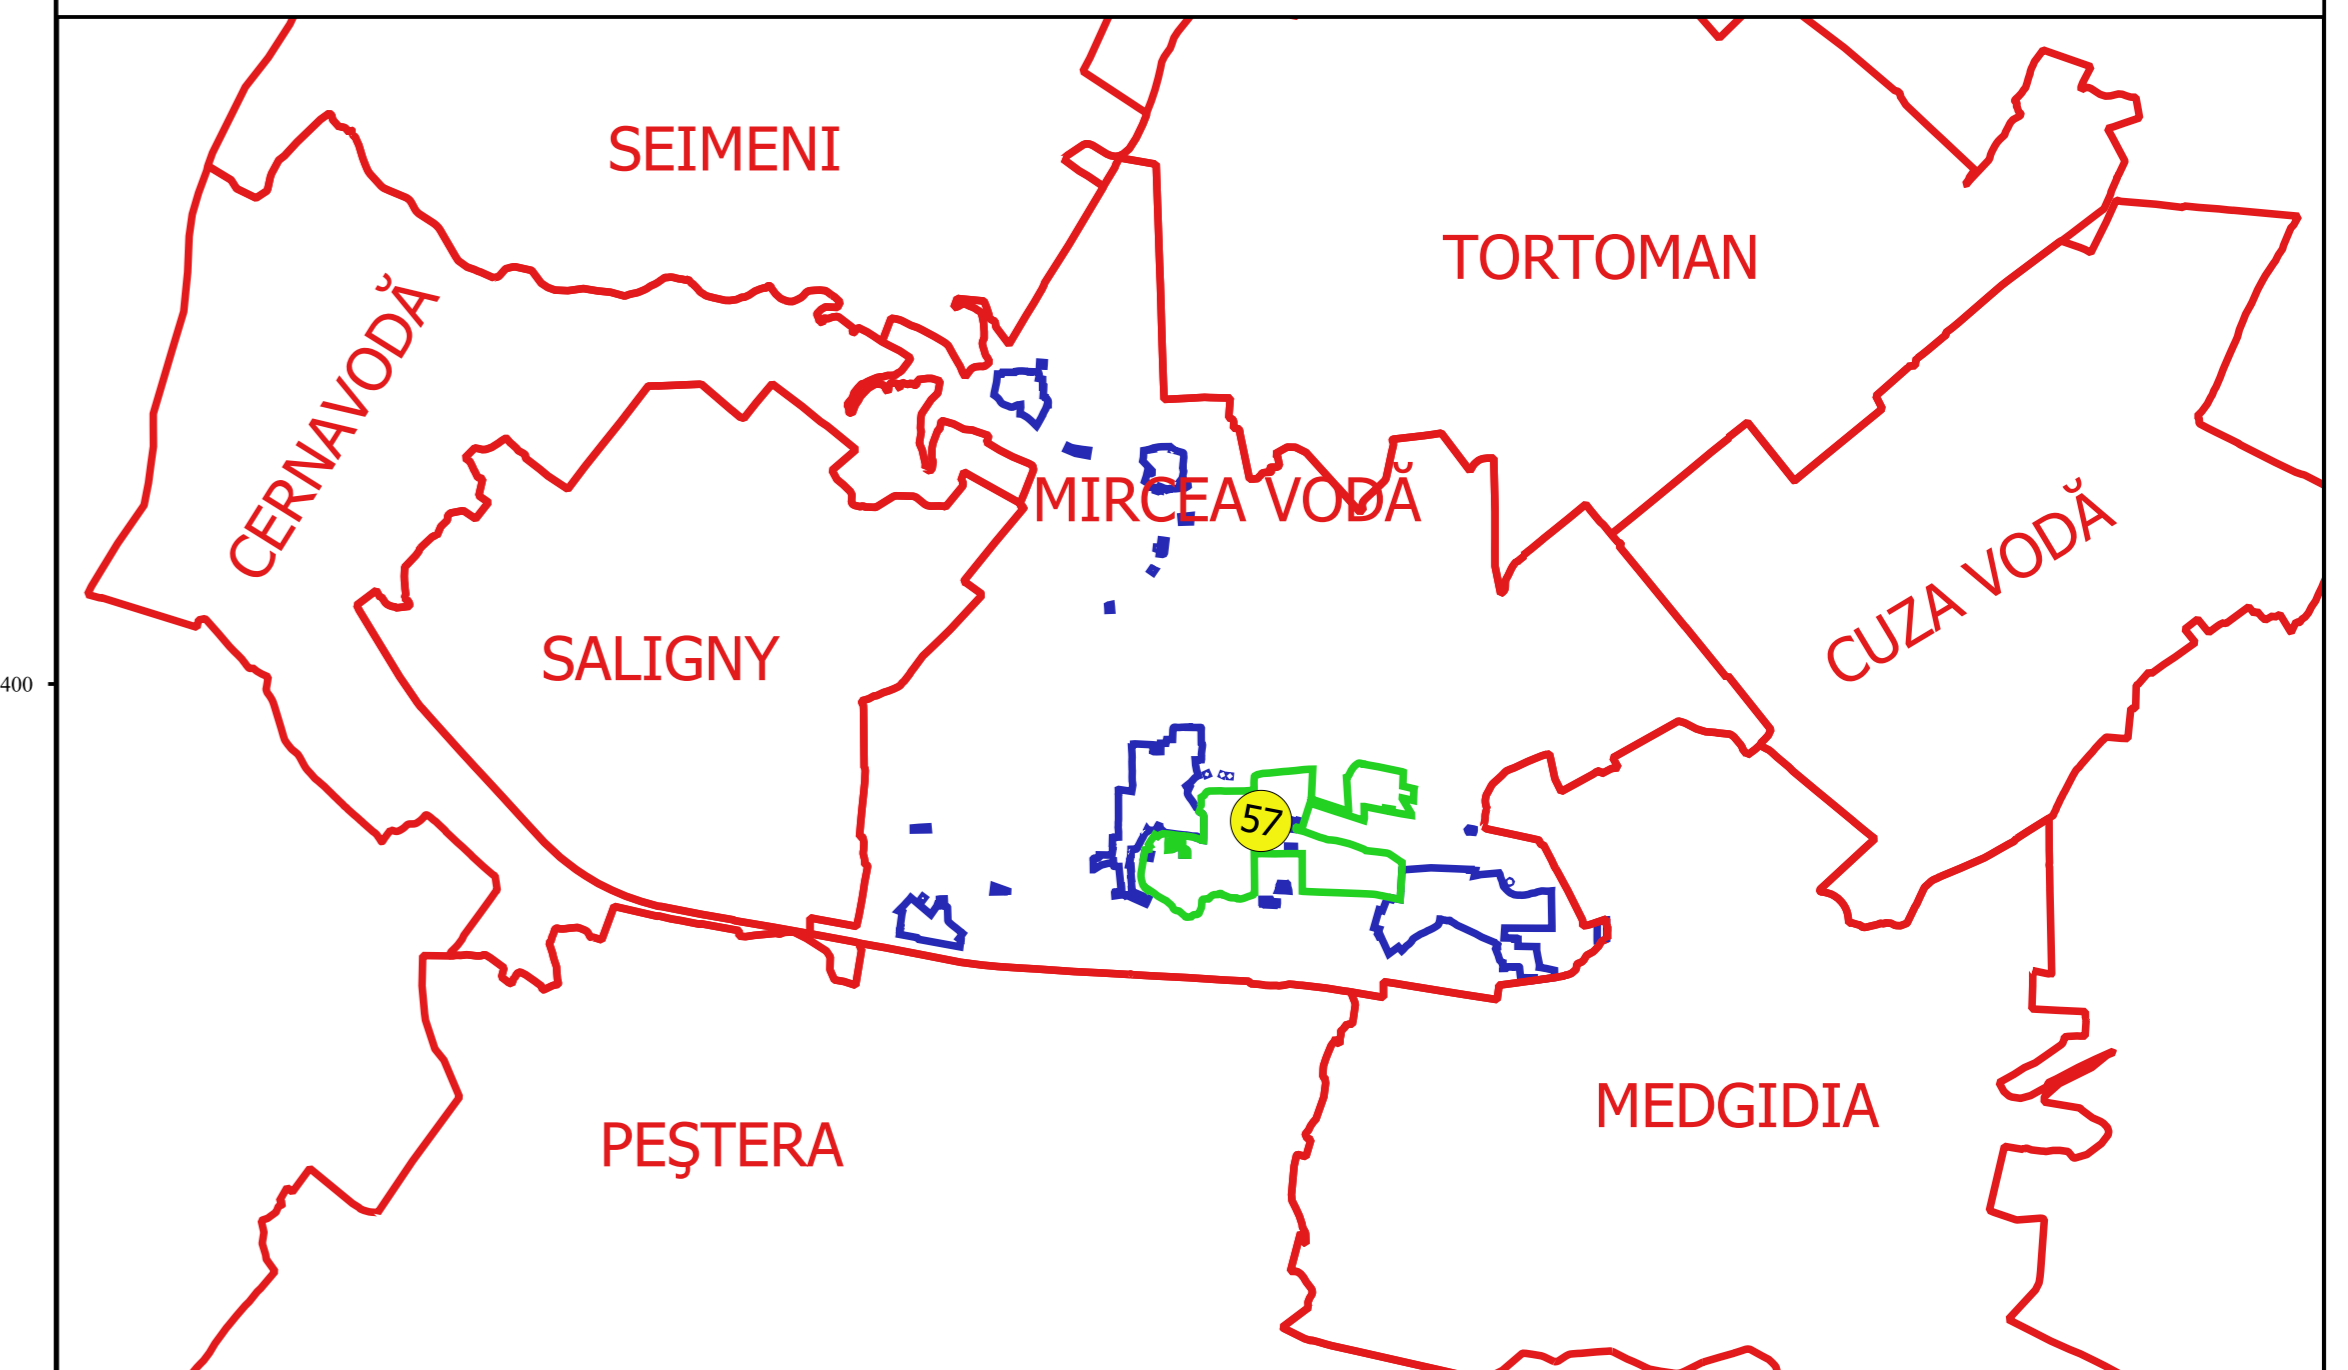 SEIMENI
TORTOMAN
CERNAVODĂ
MIRCEA VODĂ
CUZA VODĂ
SALIGNY
400
57
MEDGIDIA
PEŞTERA